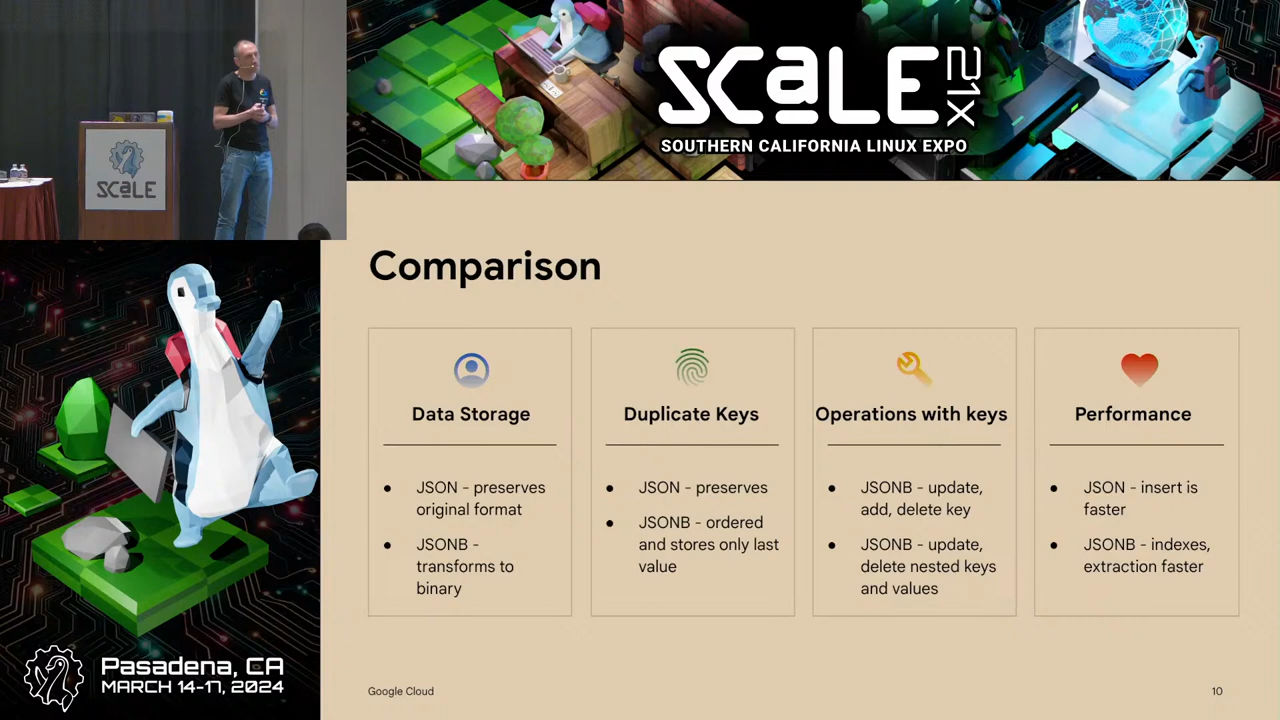 SCALE 21X
SOUTHERN CALIFORNIA LINUX EXPO
SCALE
Comparison
Data Storage
JSON - preserves
original format
JSONB -
transforms to
binary
Duplicate Keys
JSON - preserves
JSONB - ordered
and stores only last
value
Operations with keys
JSONB - update,
add, delete key
JSONB - update,
delete nested keys
and values
Performance
JSON - insert is
faster
JSONB - indexes,
extraction faster
Pasadena, CA
MARCH 14-17, 2024
Google Cloud
10